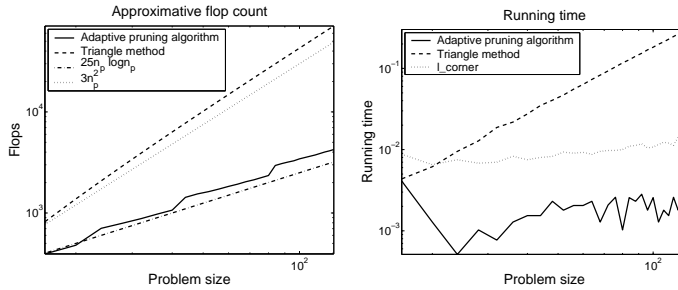 Approximative flop count
Adaptive pruning algorithm
Triangle method
25n_p logn_p
3n_p^2
10^4
10^3
Flops
10^2
Problem size
Running time
Adaptive pruning algorithm
Triangle method
l_corner
10^-1
10^-2
10^-3
Running time
10^2
Problem size